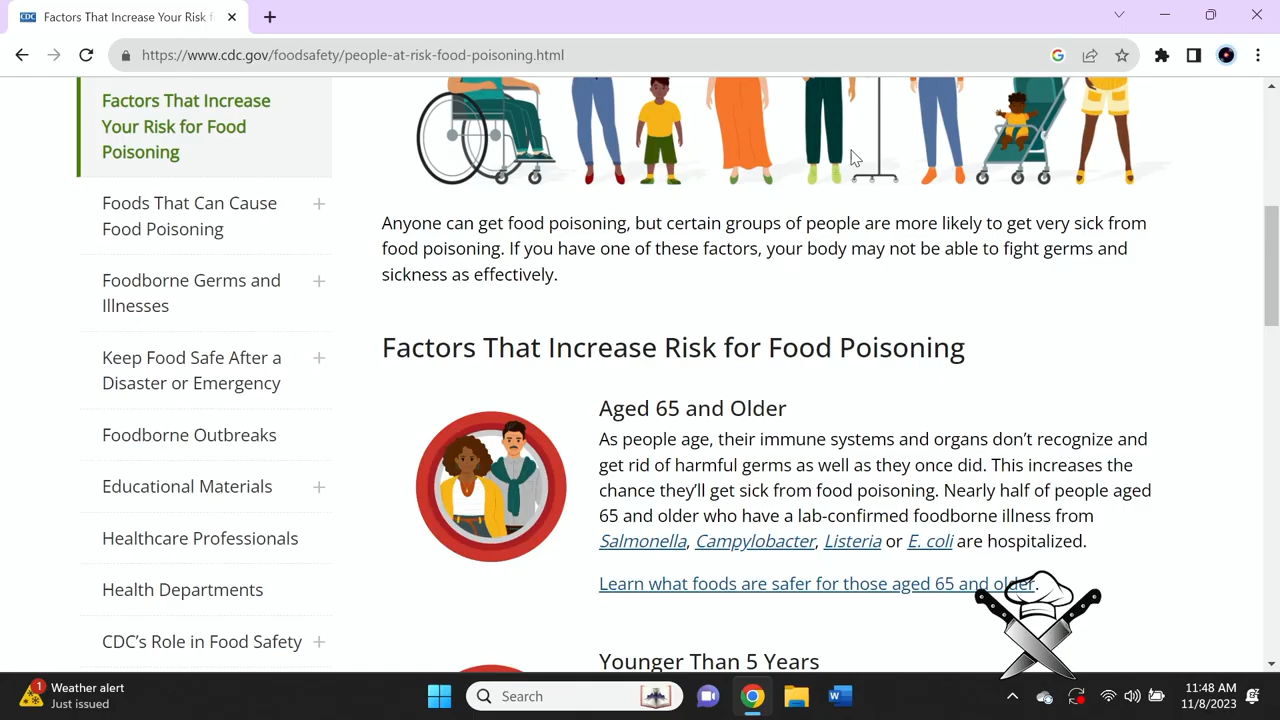 CDC
Factors That Increase Your Risk f
https://www.cdc.gov/foodsafety/people-at-risk-food-poisoning.html
Factors That Increase
Your Risk for Food
Poisoning
Foods That Can Cause
Food Poisoning
Foodborne Germs and
Illnesses
Keep Food Safe After a
Disaster or Emergency
Foodborne Outbreaks
Educational Materials
Healthcare Professionals
Health Departments
CDC’s Role in Food Safety
Anyone can get food poisoning, but certain groups of people are more likely to get very sick from
food poisoning. If you have one of these factors, your body may not be able to fight germs and
sickness as effectively.
Factors That Increase Risk for Food Poisoning
Aged 65 and Older
As people age, their immune systems and organs don’t recognize and
get rid of harmful germs as well as they once did. This increases the
chance they’ll get sick from food poisoning. Nearly half of people aged
65 and older who have a lab-confirmed foodborne illness from
Salmonella, Campylobacter, Listeria or E. coli are hospitalized.
Learn what foods are safer for those aged 65 and older.
Younger Than 5 Years
1
Weather alert
Just issued
Search
W
11:48 AM
11/8/2023